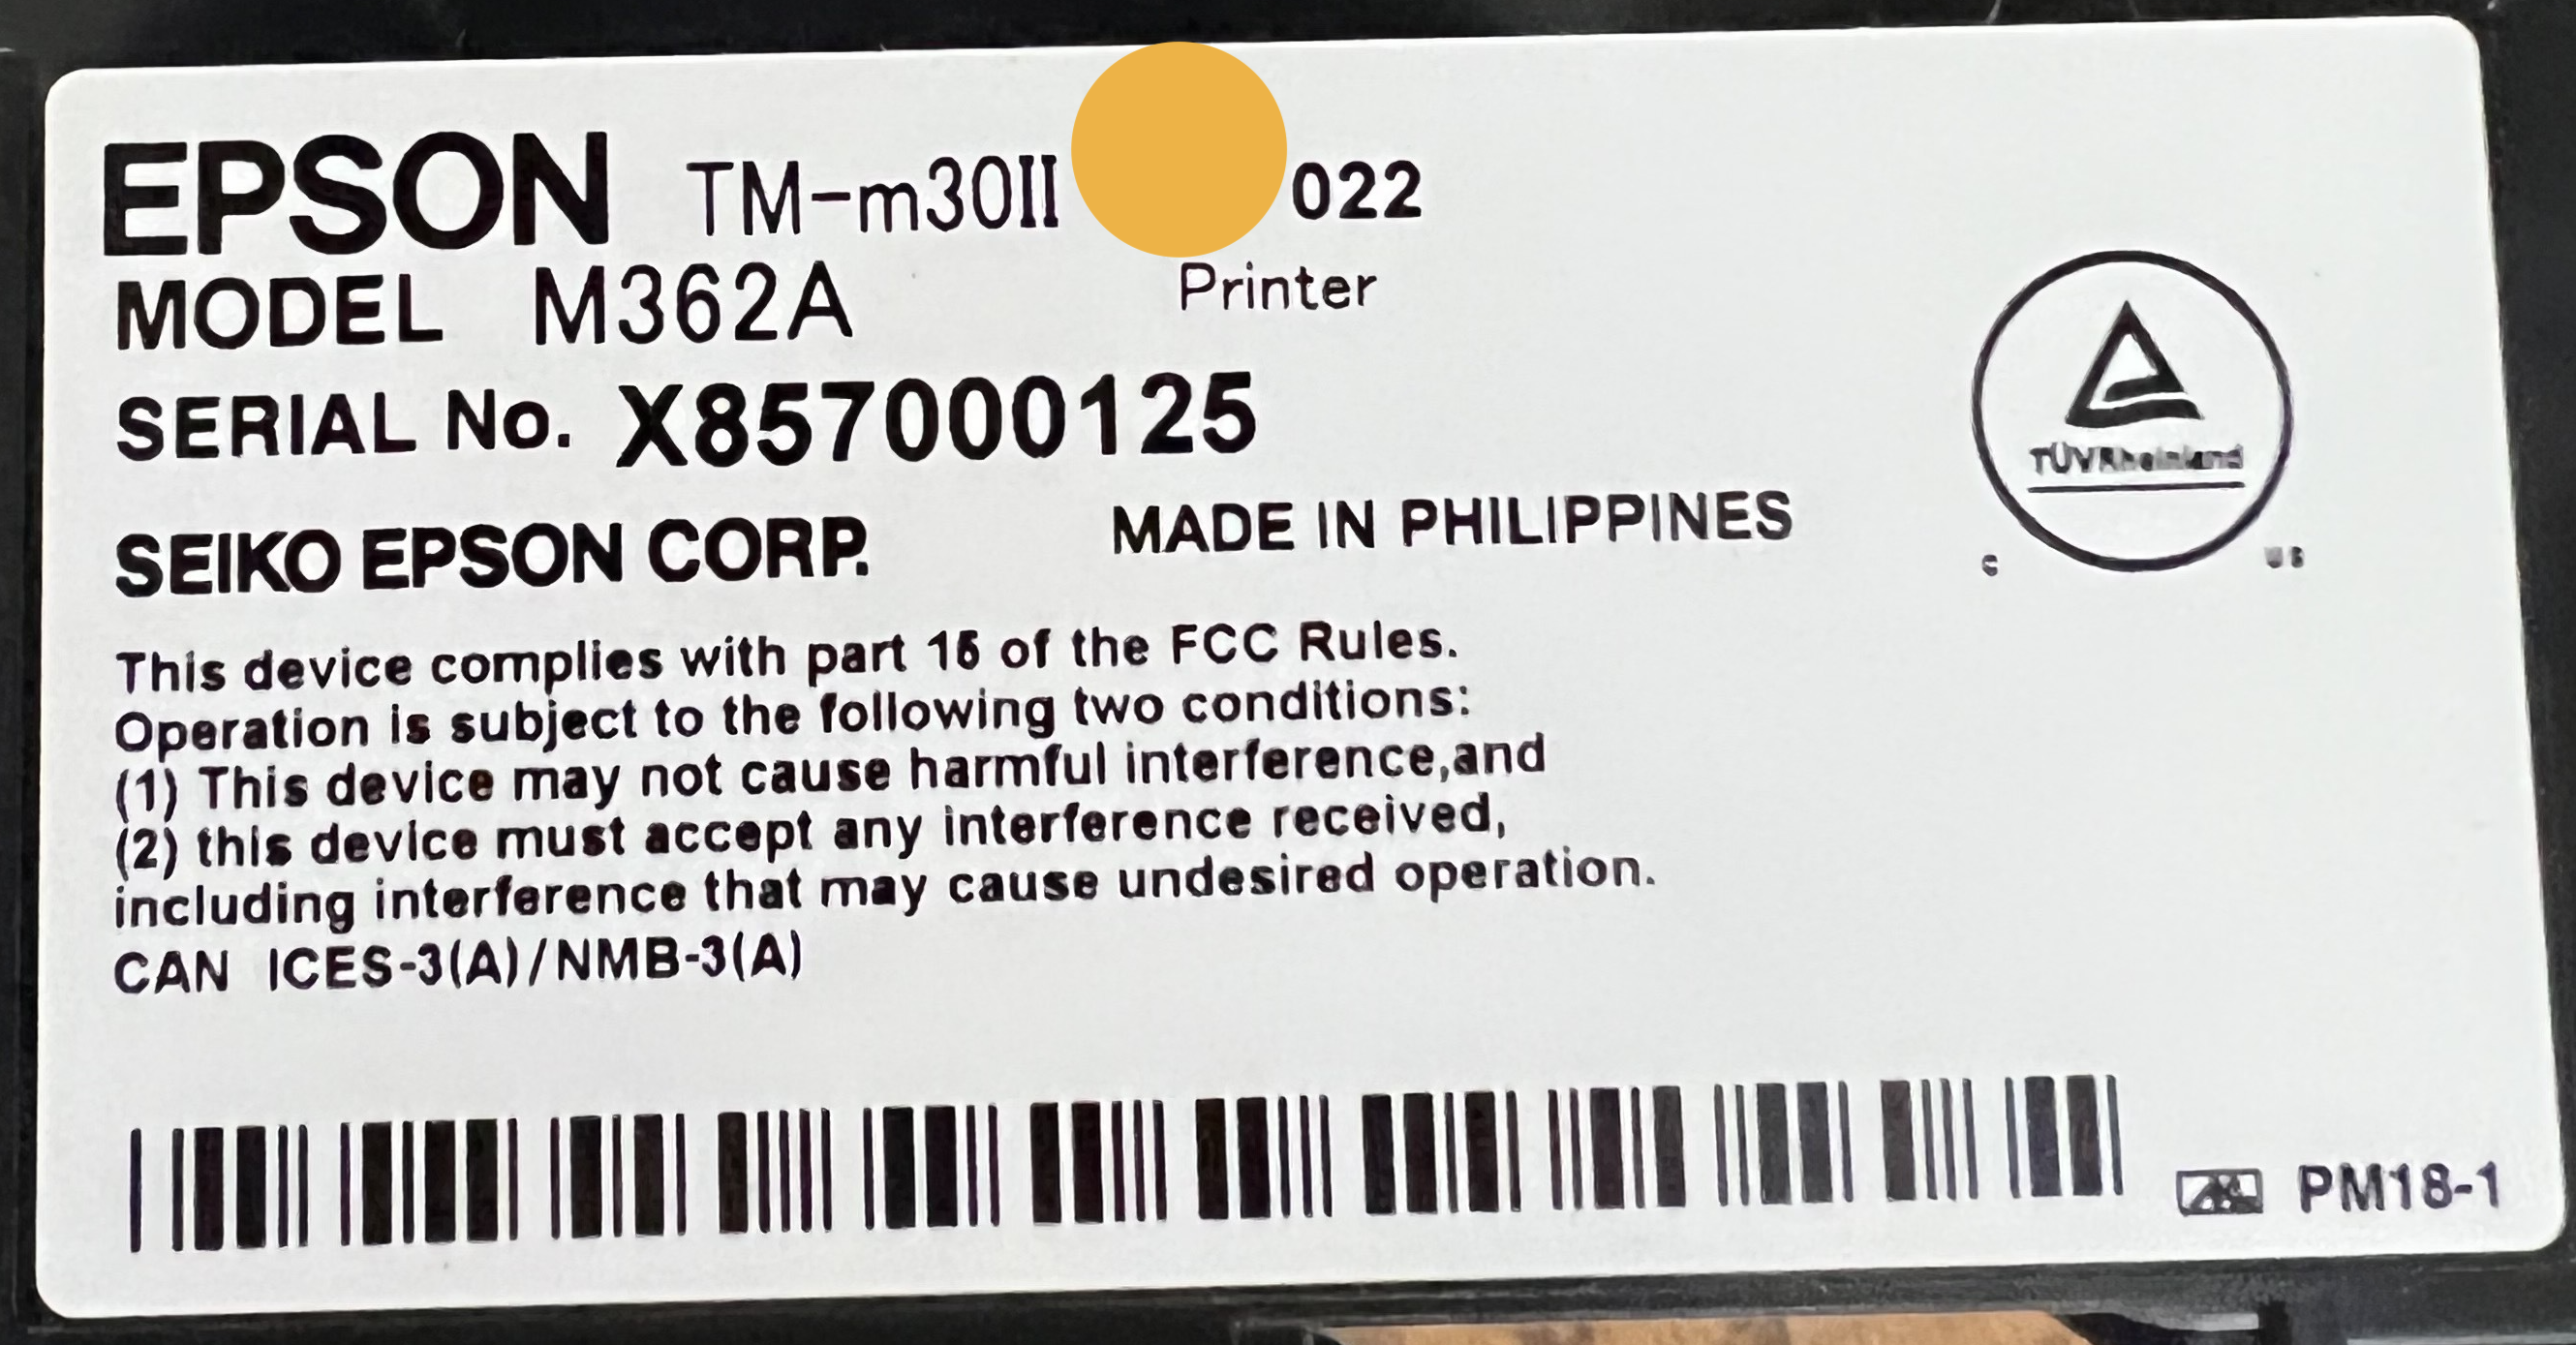 EPSON TM-m30II 022
MODEL M362A Printer
SERIAL No. X857000125
SEIKO EPSON CORP. MADE IN PHILIPPINES
TÜVRheinland
C US
This device complies with part 15 of the FCC Rules.
Operation is subject to the following two conditions:
(1) This device may not cause harmful interference,and
(2) this device must accept any interference received,
including interference that may cause undesired operation.
CAN ICES-3(A)/NMB-3(A)
PM18-1